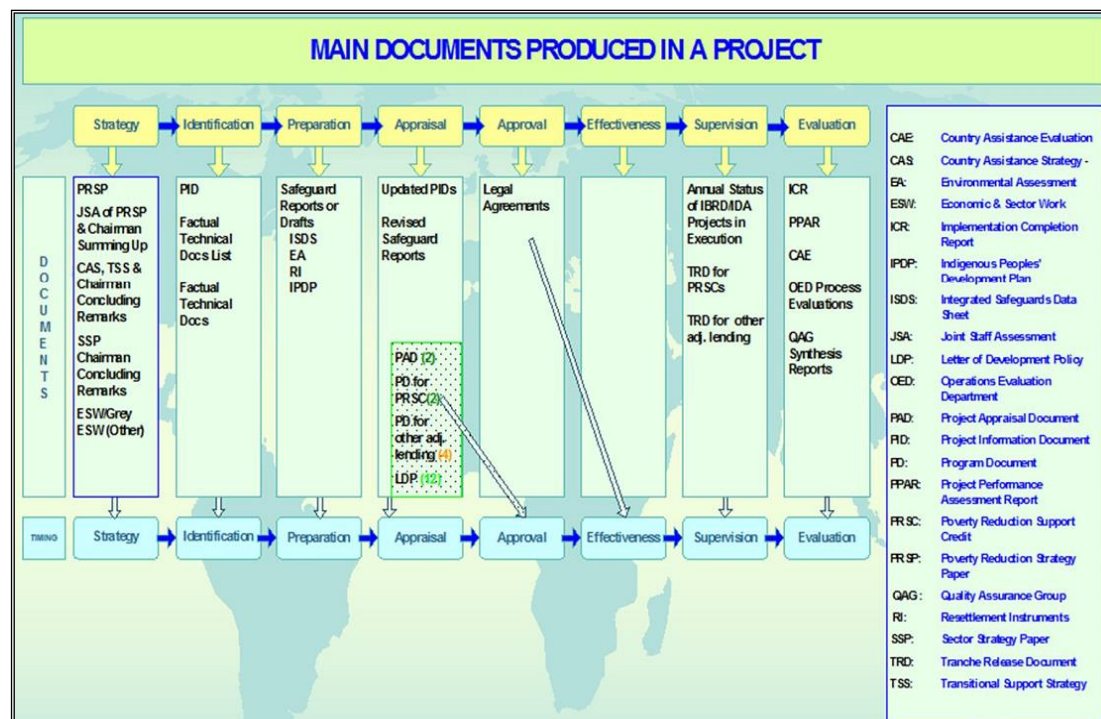 MAIN DOCUMENTS PRODUCED IN A PROJECT
Strategy
Identification
Preparation
Appraisal
Approval
Effectiveness
Supervision
Evaluation
DOCUMENTS
PRSP
JSA of PRSP
& Chairman
Summing Up
CAS, TSS &
Chairman
Concluding
Remarks
SSP
Chairman
Concluding
Remarks
ESW/Grey
ESW (Other)
PID
Factual
Technical
Docs List
Factual
Technical
Docs
Safeguard
Reports or
Drafts
ISDS
EA
RI
IPDP
Updated PIDs
Revised
Safeguard
Reports
PAD (2)
PD for
PRSC(2)
PD for
other adj.
lending (4)
LDP (12)
Legal
Agreements
Annual Status
of IBRD/IDA
Projects in
Execution
TRD for
PRSCs
TRD for other
adj. lending
ICR
PPAR
CAE
OED Process
Evaluations
QAG
Synthesis
Reports
TIMING
Strategy
Identification
Preparation
Appraisal
Approval
Effectiveness
Supervision
Evaluation
CAE: Country Assistance Evaluation
CAS: Country Assistance Strategy -
EA: Environmental Assessment
ESW: Economic & Sector Work
ICR: Implementation Completion
Report
IPDP: Indigenous Peoples'
Development Plan
ISDS: Integrated Safeguards Data
Sheet
JSA: Joint Staff Assessment
LDP: Letter of Development Policy
OED: Operations Evaluation
Department
PAD: Project Appraisal Document
PID: Project Information Document
PD: Program Document
PPAR: Project Performance
Assessment Report
PRSC: Poverty Reduction Support
Credit
PRSP: Poverty Reduction Strategy
Paper
QAG: Quality Assurance Group
RI: Resettlement Instruments
SSP: Sector Strategy Paper
TRD: Tranche Release Document
TSS: Transitional Support Strategy